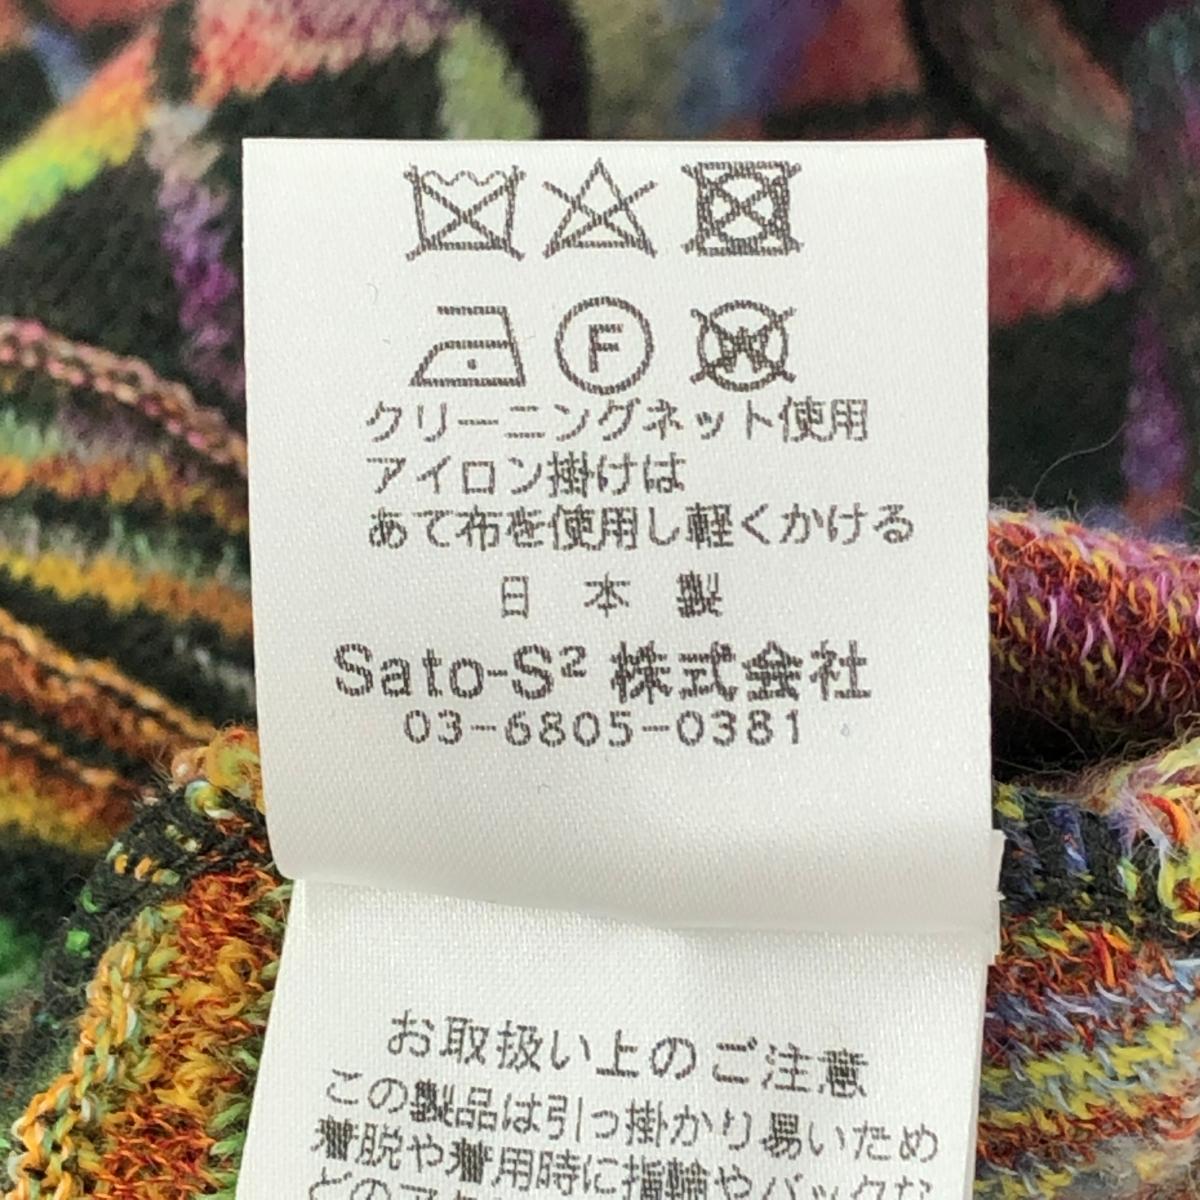 F
W
クリーニングネット使用
アイロン掛けは
あて布を使用し軽くかける
日 本 製
Sato-S² 株式会社
03-6805-0381
お取扱い上のご注意
この製品は引っ掛かり易いため
着脱や着用時に指輪やバックな